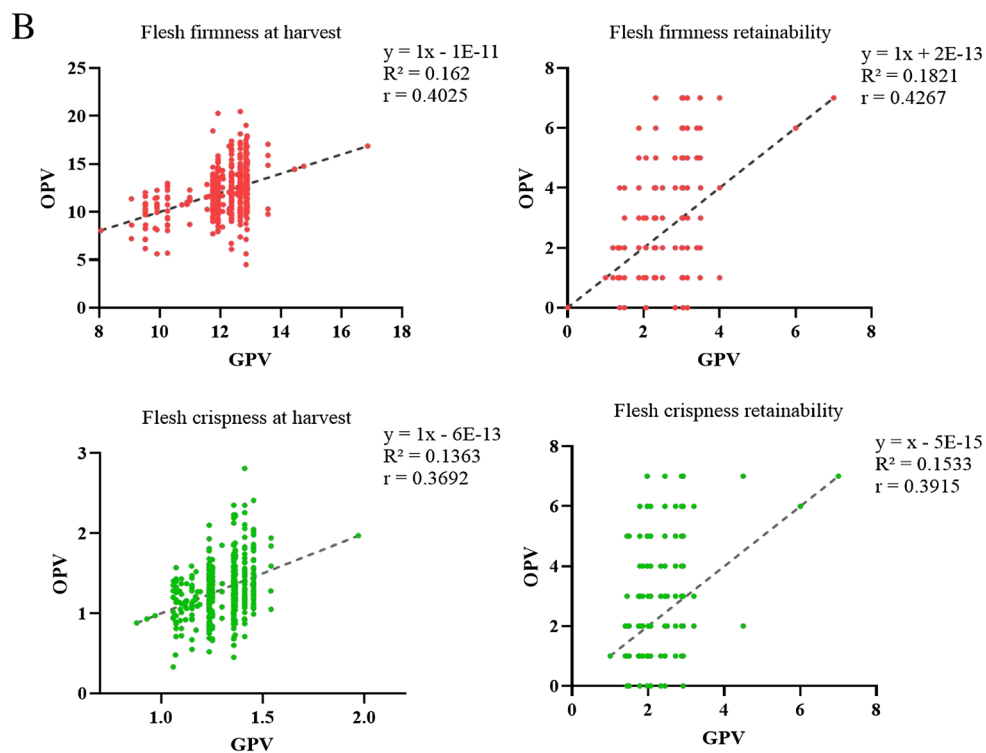 B
Flesh firmness at harvest
y = 1x - 1E-11
R² = 0.162
r = 0.4025
25
20
15
10
5
0
OPV
8 10 12 14 16 18
GPV
Flesh firmness retainability
y = 1x + 2E-13
R² = 0.1821
r = 0.4267
8
6
4
2
0
OPV
0 2 4 6 8
GPV
Flesh crispness at harvest
y = 1x - 6E-13
R² = 0.1363
r = 0.3692
3
2
1
0
OPV
1.0 1.5 2.0
GPV
Flesh crispness retainability
y = x - 5E-15
R² = 0.1533
r = 0.3915
8
6
4
2
0
OPV
0 2 4 6 8
GPV